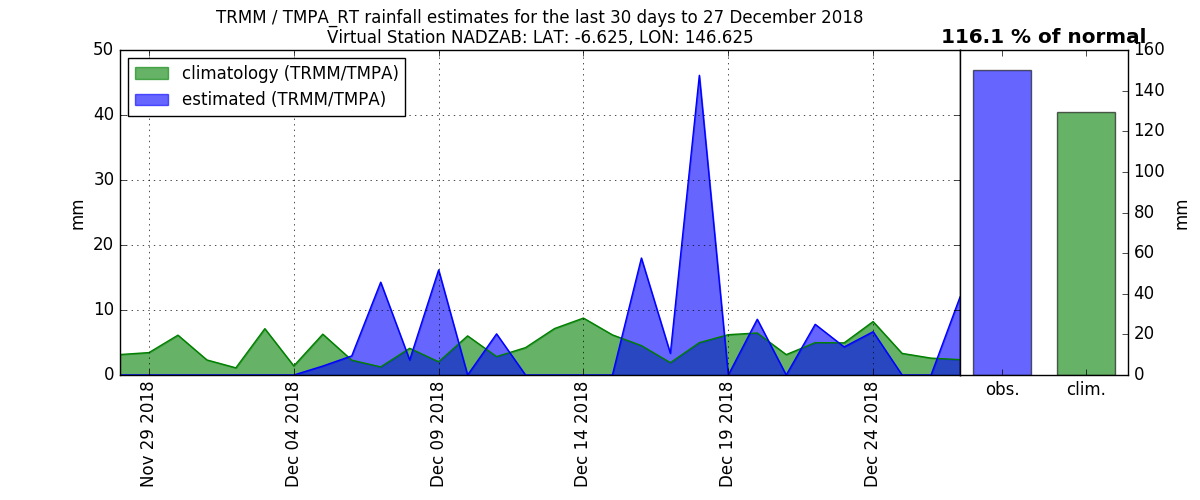 TRMM / TMPA_RT rainfall estimates for the last 30 days to 27 December 2018
Virtual Station NADZAB: LAT: -6.625, LON: 146.625
116.1 % of normal
climatology (TRMM/TMPA)
estimated (TRMM/TMPA)
50
40
30
20
10
0
mm
Nov 29 2018
Dec 04 2018
Dec 09 2018
Dec 14 2018
Dec 19 2018
Dec 24 2018
160
140
120
100
80
60
40
20
0
mm
obs.
clim.